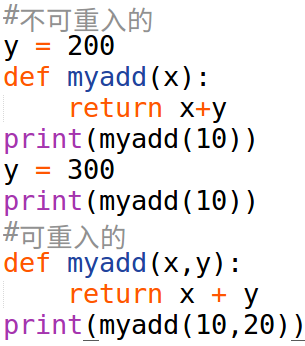 #不可重入的
y = 200
def myadd(x):
    return x+y
print(myadd(10))
y = 300
print(myadd(10))
#可重入的
def myadd(x,y):
    return x + y
print(myadd(10,20))